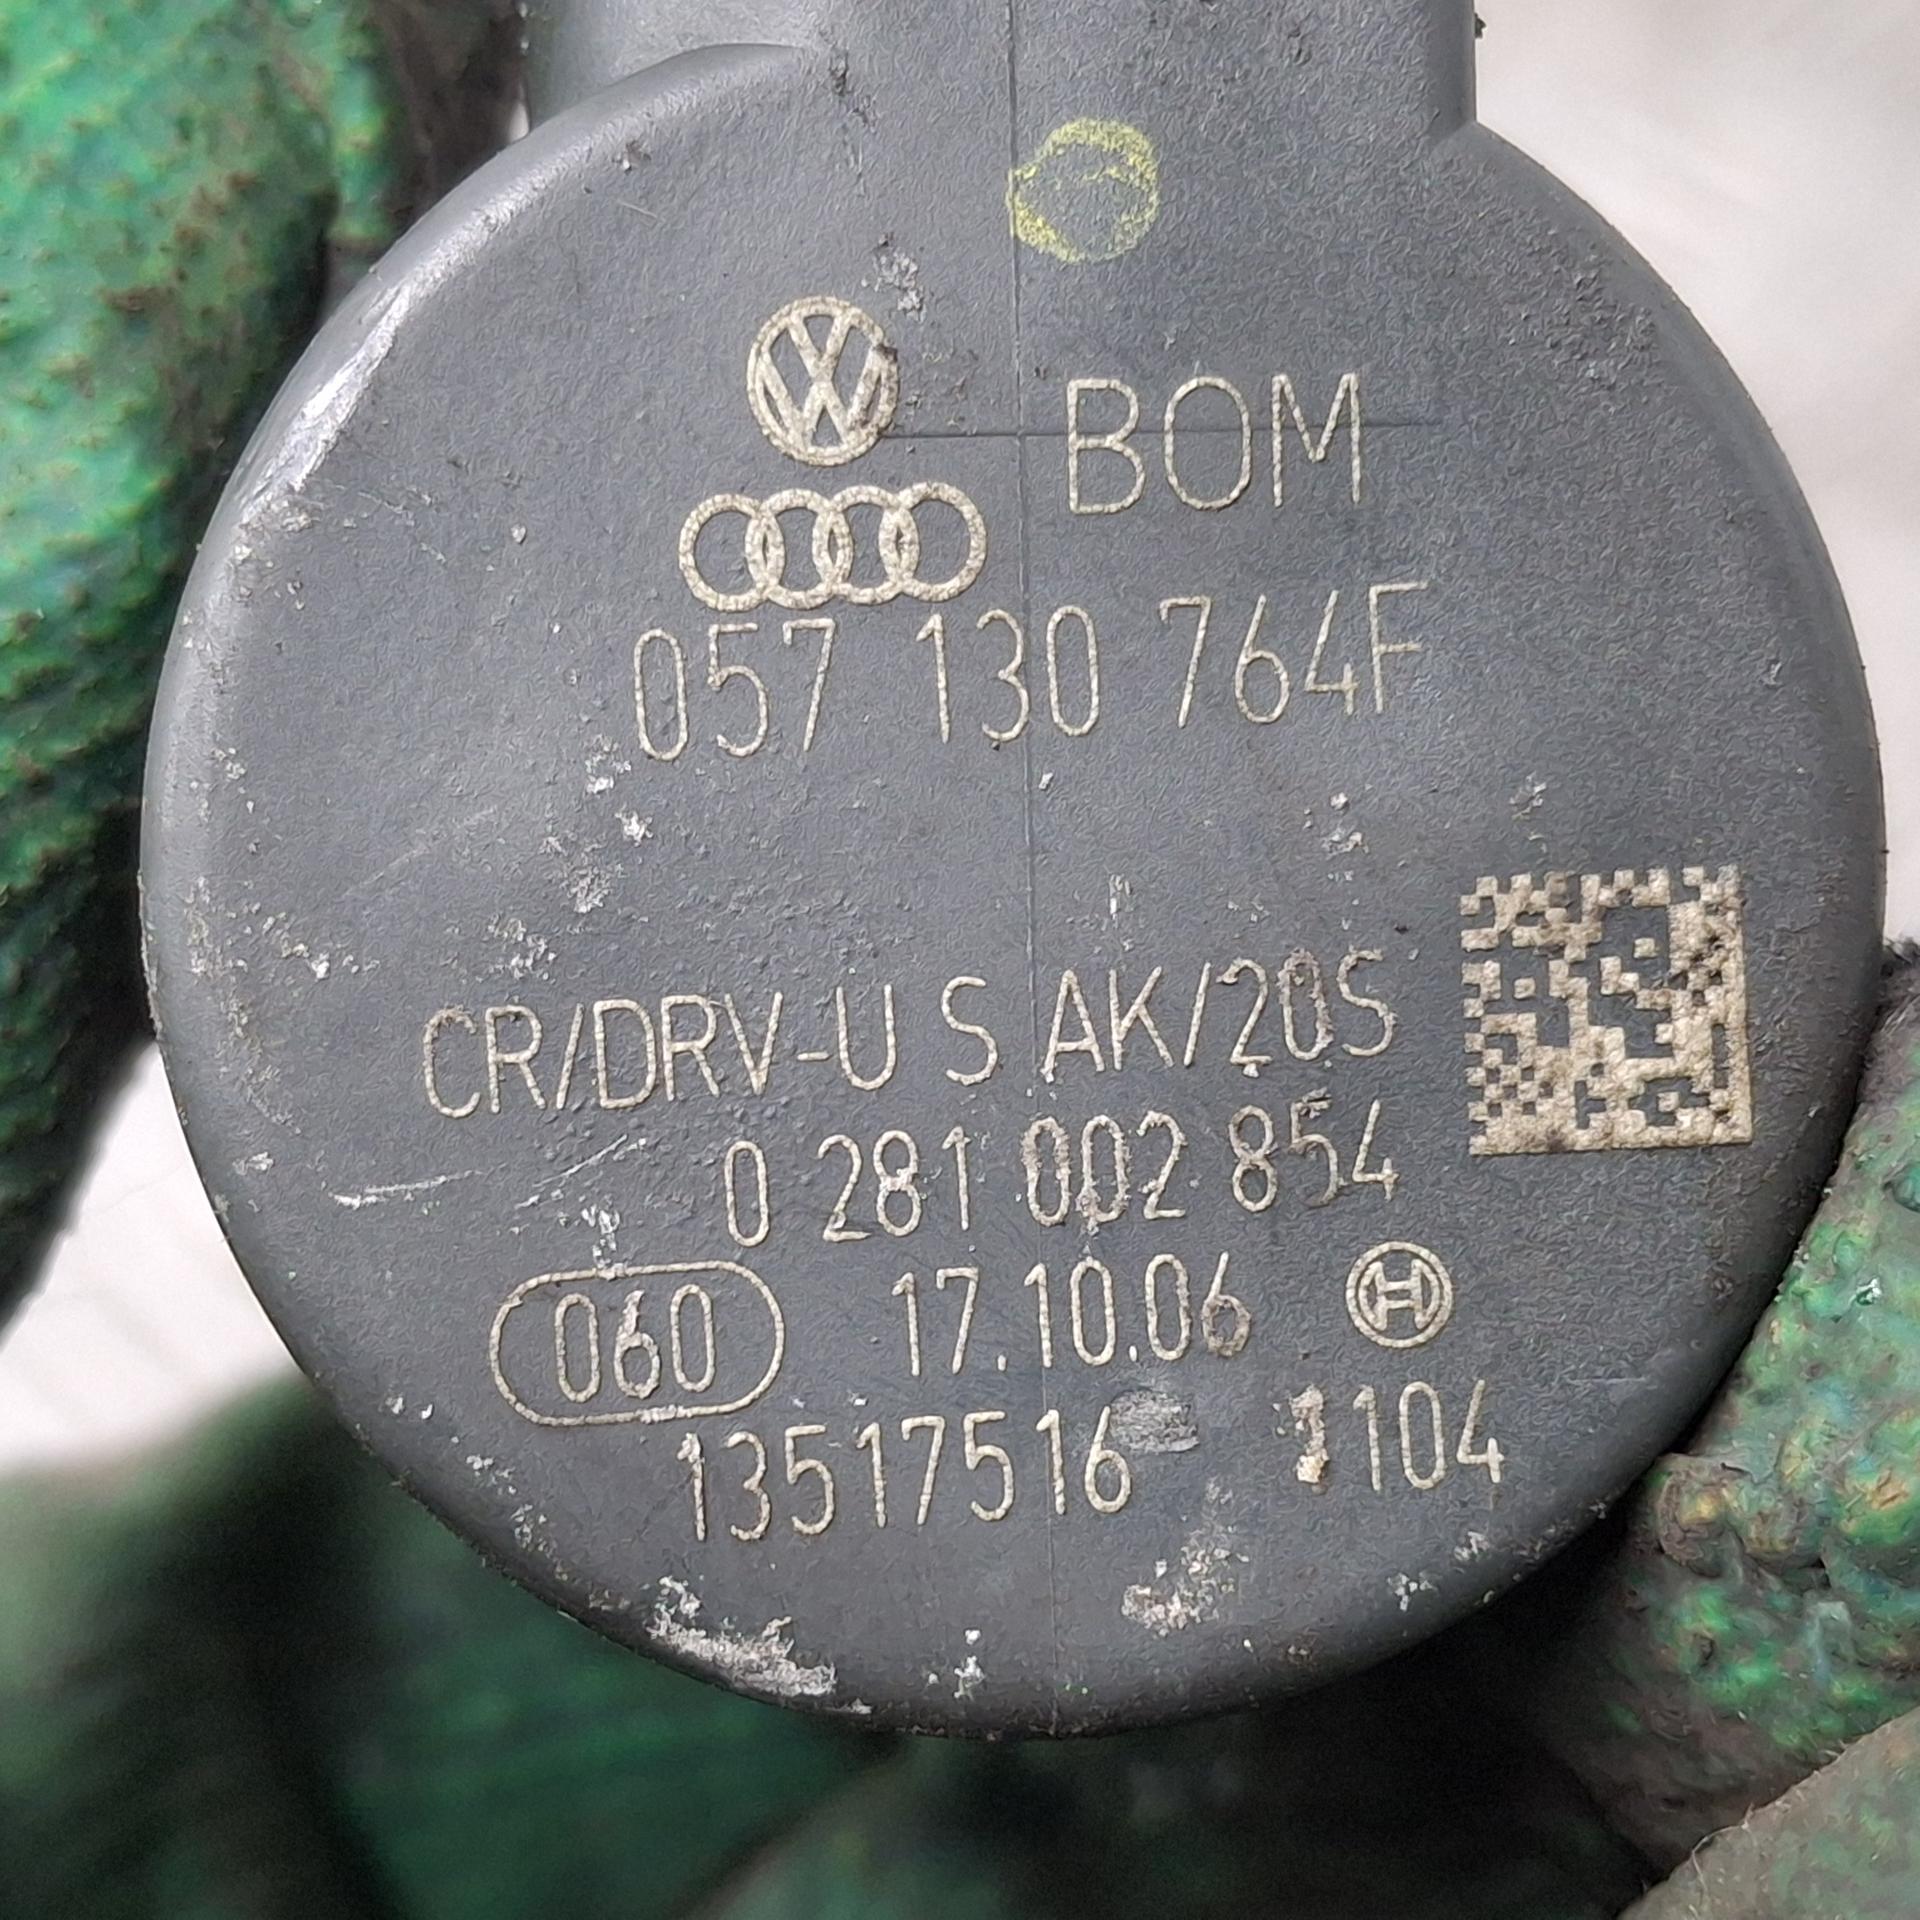 BOM
057 130 764F
CR/DRV-U S AK/20S
0 281 002 854
060 17.10.06
13517516 1104